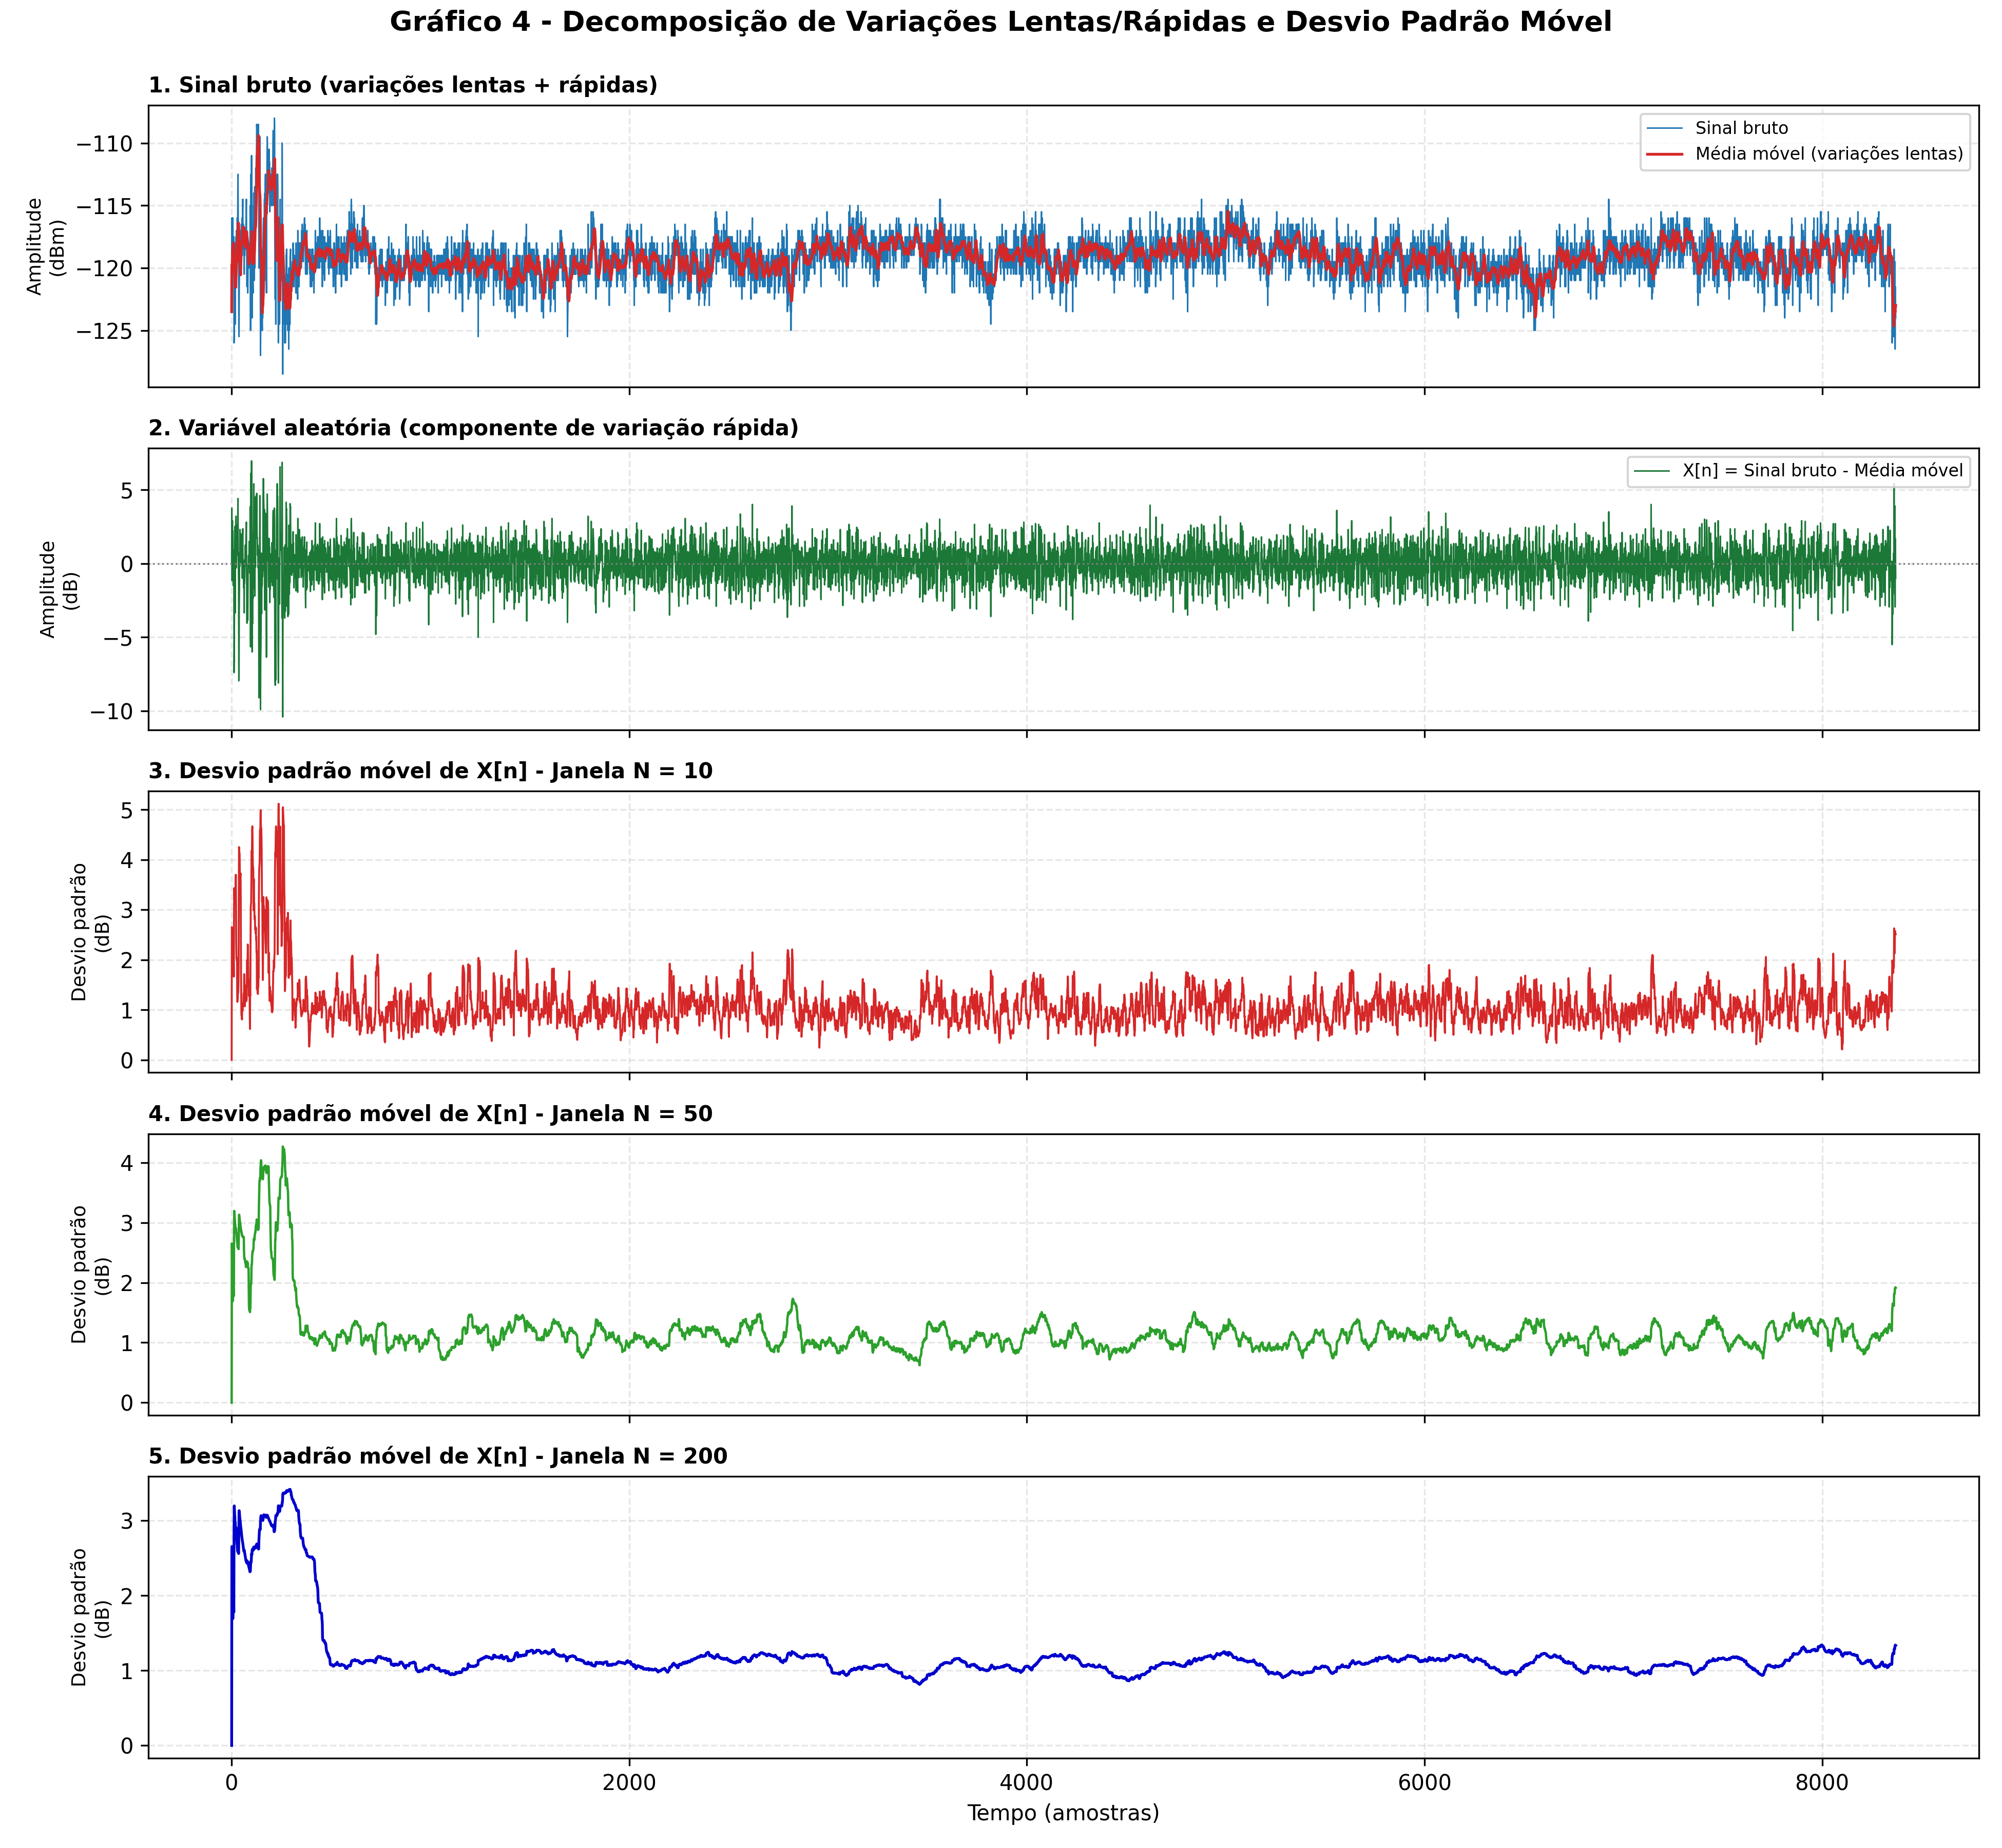 Gráfico 4 - Decomposição de Variações Lentas/Rápidas e Desvio Padrão Móvel
1. Sinal bruto (variações lentas + rápidas)
Amplitude
(dBm)
−110
−115
−120
−125
Sinal bruto
Média móvel (variações lentas)
2. Variável aleatória (componente de variação rápida)
Amplitude
(dB)
5
0
−5
−10
X[n] = Sinal bruto - Média móvel
3. Desvio padrão móvel de X[n] - Janela N = 10
Desvio padrão
(dB)
5
4
3
2
1
0
4. Desvio padrão móvel de X[n] - Janela N = 50
Desvio padrão
(dB)
4
3
2
1
0
5. Desvio padrão móvel de X[n] - Janela N = 200
Desvio padrão
(dB)
3
2
1
0
0 2000 4000 6000 8000
Tempo (amostras)